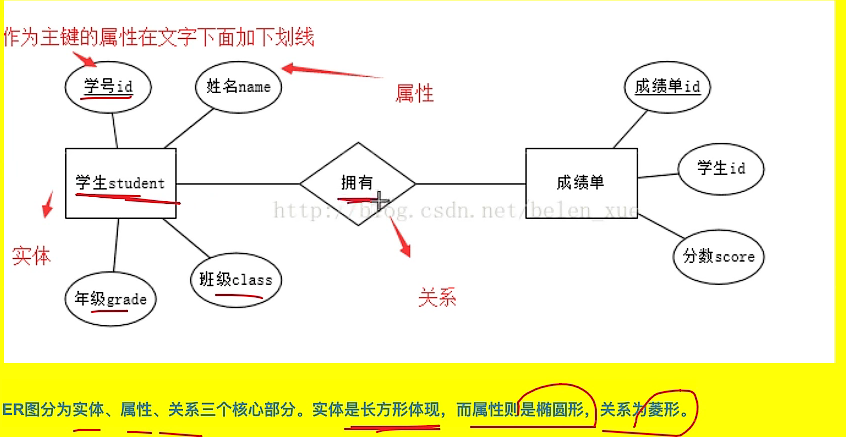 作为主键的属性在文字下面加下划线
学号id
姓名name
属性
成绩单id
学生student
拥有
成绩单
学生id
http://blog.csdn.net/belen_xue
实体
年级grade
班级class
关系
分数score
ER图分为实体、属性、关系三个核心部分。实体是长方形体现，而属性则是椭圆形，关系为菱形。